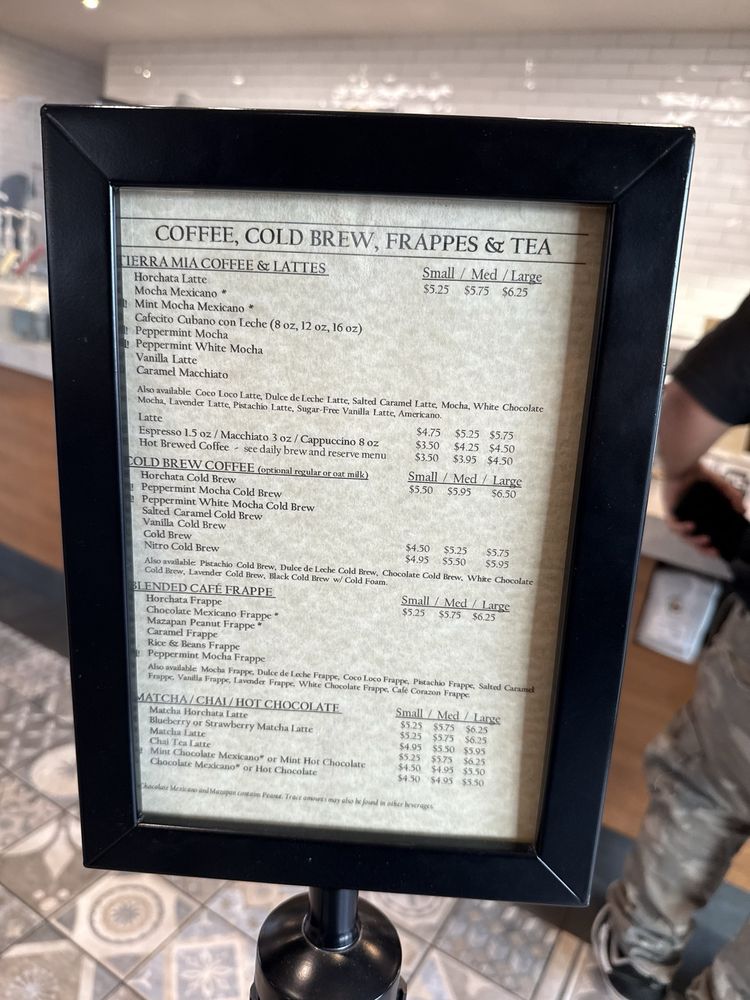 COFFEE, COLD BREW, FRAPPES & TEA
TIERRA MIA COFFEE & LATTES Small / Med / Large
Horchata Latte $5.25 $5.75 $6.25
Mocha Mexicano *
Mint Mocha Mexicano *
Cafecito Cubano con Leche (8 oz, 12 oz, 16 oz)
Peppermint Mocha
Peppermint White Mocha
Vanilla Latte
Caramel Macchiato
Also available: Coco Loco Latte, Dulce de Leche Latte, Salted Caramel Latte, Mocha, White Chocolate
Mocha, Lavender Latte, Pistachio Latte, Sugar-Free Vanilla Latte, Americano.
Latte $4.75 $5.25 $5.75
Espresso 1.5 oz / Macchiato 3 oz / Cappuccino 8 oz $3.50 $4.25 $4.50
Hot Brewed Coffee - see daily brew and reserve menu $3.50 $3.95 $4.50
COLD BREW COFFEE (optional regular or oat milk) Small / Med / Large
Horchata Cold Brew $5.50 $5.95 $6.50
Peppermint Mocha Cold Brew
Peppermint White Mocha Cold Brew
Salted Caramel Cold Brew
Vanilla Cold Brew
Cold Brew $4.50 $5.25 $5.75
Nitro Cold Brew $4.95 $5.50 $5.95
Also available: Pistachio Cold Brew, Dulce de Leche Cold Brew, Chocolate Cold Brew, White Chocolate
Cold Brew, Lavender Cold Brew, Black Cold Brew w/ Cold Foam.
BLENDED CAFÉ FRAPPE Small / Med / Large
Horchata Frappe $5.25 $5.75 $6.25
Chocolate Mexicano Frappe *
Mazapan Peanut Frappe *
Caramel Frappe
Rice & Beans Frappe
Peppermint Mocha Frappe
Also available: Mocha Frappe, Dulce de Leche Frappe, Coco Loco Frappe, Pistachio Frappe, Salted Caramel
Frappe, Vanilla Frappe, Lavender Frappe, White Chocolate Frappe, Café Corazon Frappe.
MATCHA / CHAI / HOT CHOCOLATE Small / Med / Large
Matcha Horchata Latte $5.25 $5.75 $6.25
Blueberry or Strawberry Matcha Latte $5.25 $5.75 $6.25
Matcha Latte $4.95 $5.50 $5.95
Chai Tea Latte $5.25 $5.75 $6.25
Mint Chocolate Mexicano* or Mint Hot Chocolate $4.50 $4.95 $5.50
Chocolate Mexicano* or Hot Chocolate $4.50 $4.95 $5.50
Chocolate Mexicano and Mazapan contains Peanut. Trace amounts may also be found in other beverages.